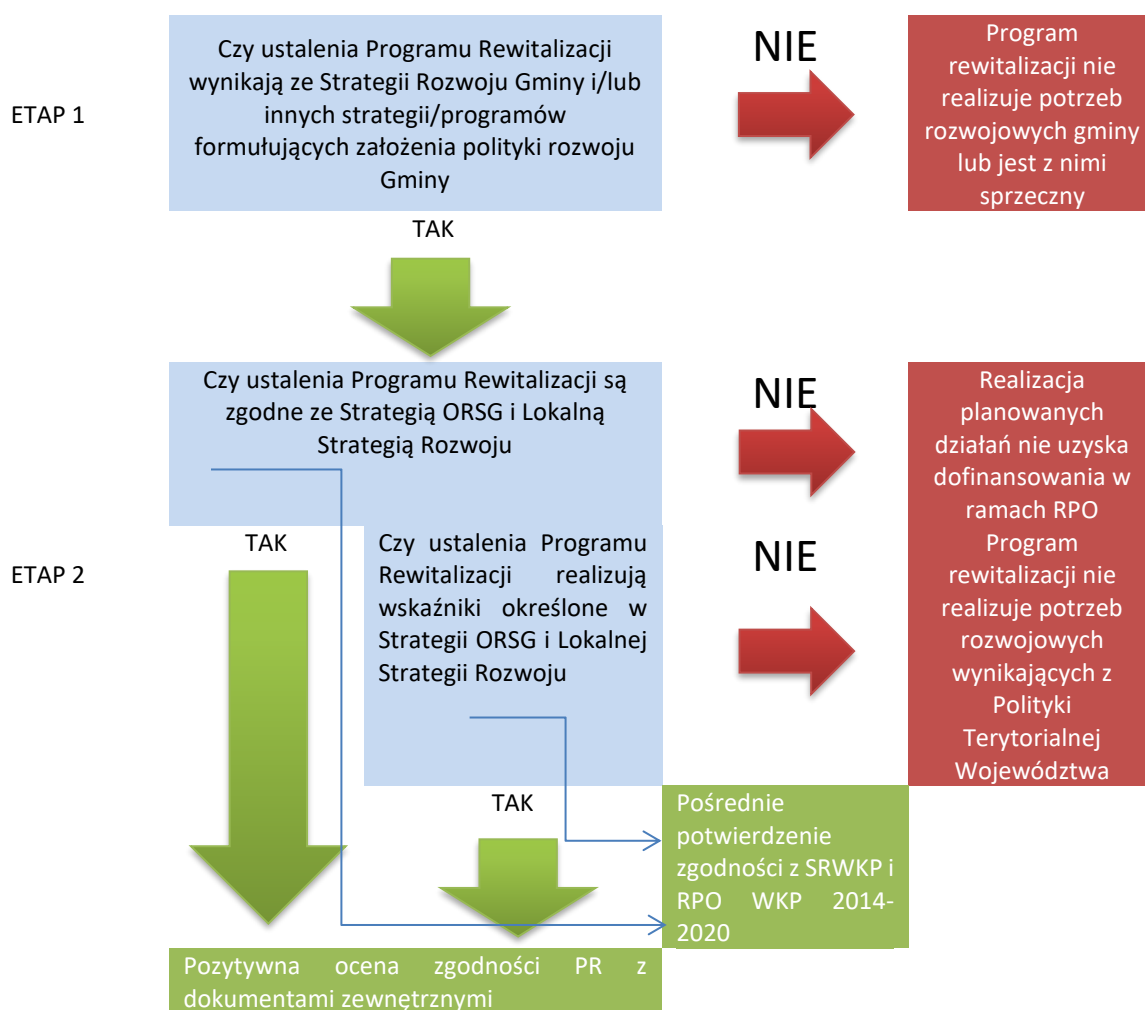 ETAP 1
Czy ustalenia Programu Rewitalizacji
wynikają ze Strategii Rozwoju Gminy i/lub
innych strategii/programów
formułujących założenia polityki rozwoju
Gminy
NIE
Program
rewitalizacji nie
realizuje potrzeb
rozwojowych gminy
lub jest z nimi
sprzeczny
TAK
Czy ustalenia Programu Rewitalizacji są
zgodne ze Strategią ORSG i Lokalną
Strategią Rozwoju
NIE
Realizacja
planowanych
działań nie uzyska
dofinansowania w
ramach RPO
ETAP 2
TAK
Czy ustalenia Programu
Rewitalizacji realizują
wskaźniki określone w
Strategii ORSG i Lokalnej
Strategii Rozwoju
NIE
Program
rewitalizacji nie
realizuje potrzeb
rozwojowych
wynikających z
Polityki
Terytorialnej
Województwa
TAK
Pośrednie
potwierdzenie
zgodności z SRWKP i
RPO WKP 2014-
2020
Pozytywna ocena zgodności PR z
dokumentami zewnętrznymi